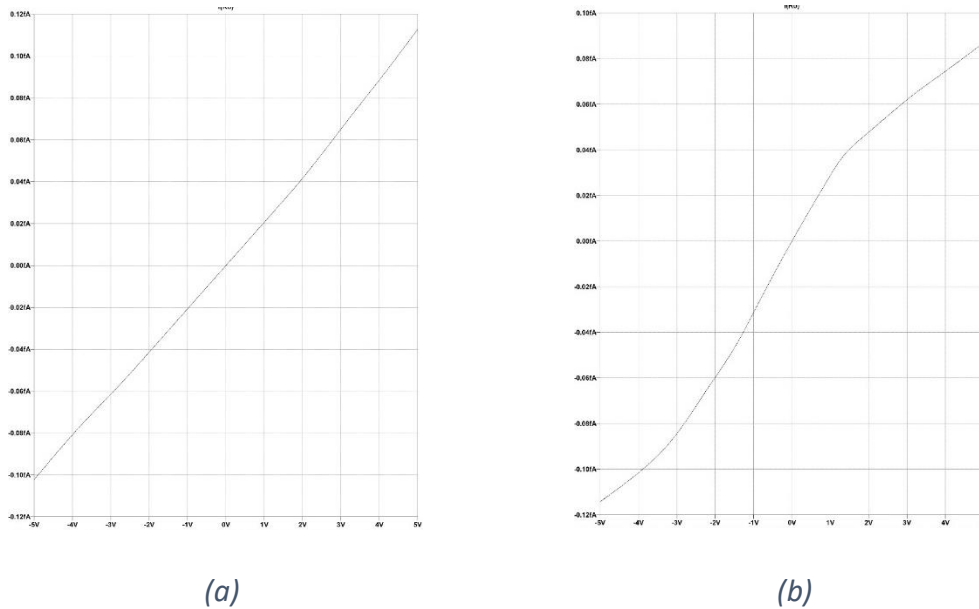 0.12fA
0.10fA
0.08fA
0.06fA
0.04fA
0.02fA
0.00fA
-0.02fA
-0.04fA
-0.06fA
-0.08fA
-0.10fA
-0.12fA
-5V -4V -3V -2V -1V 0V 1V 2V 3V 4V 5V
(a)
0.10fA
0.08fA
0.06fA
0.04fA
0.02fA
0.00fA
-0.02fA
-0.04fA
-0.06fA
-0.08fA
-0.10fA
-0.12fA
-5V -4V -3V -2V -1V 0V 1V 2V 3V 4V
(b)